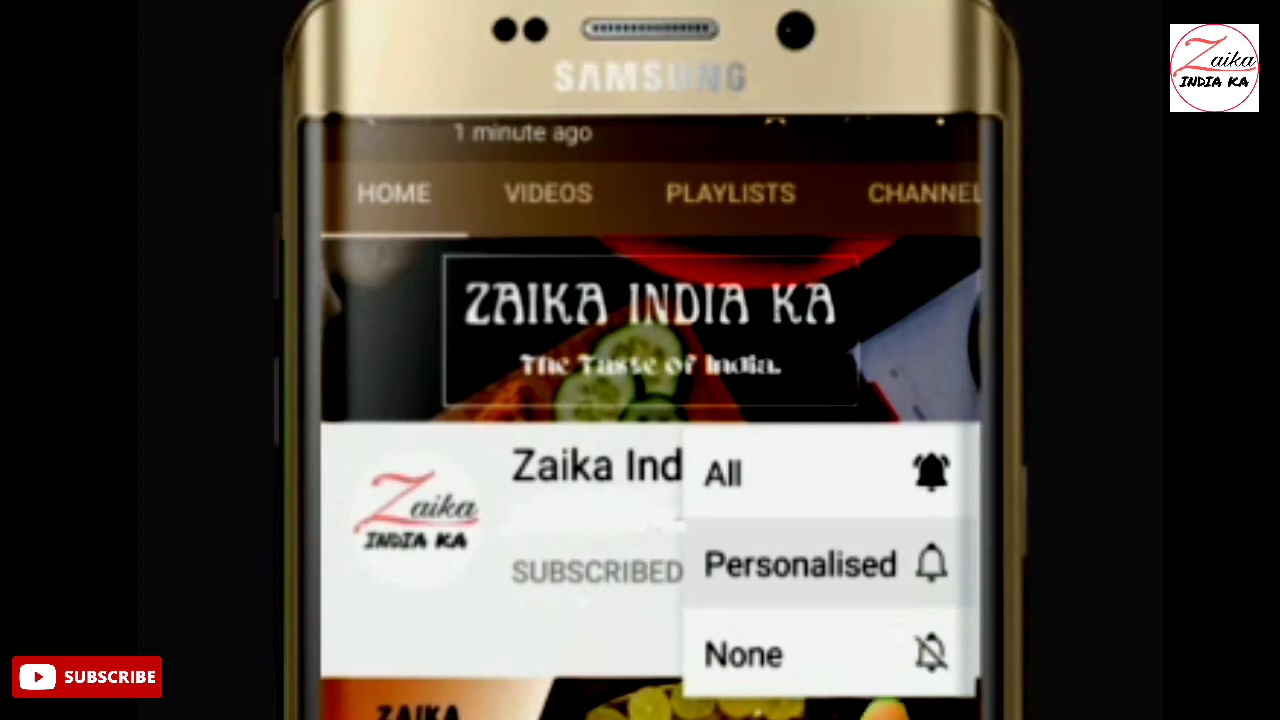 SAMSUNG
Zaika
INDIA KA
1 minute ago
HOME VIDEOS PLAYLISTS CHANNEL
ZAIKA INDIA KA
The Taste of India.
Zaika Ind
All
Zaika
INDIA KA
SUBSCRIBED
Personalised
None
SUBSCRIBE
ZAIKA